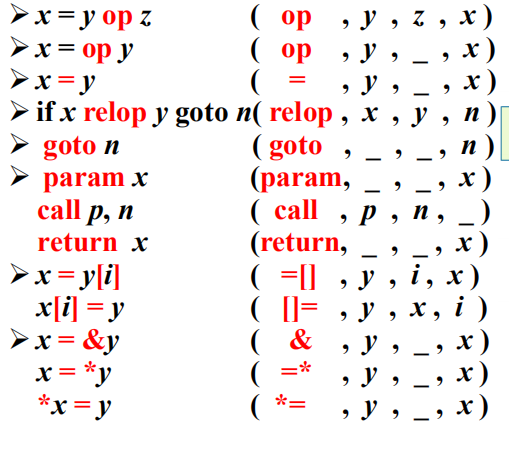 ➢ x = y op z ( op , y , z , x )
➢ x = op y ( op , y , _ , x )
➢ x = y ( = , y , _ , x )
➢ if x relop y goto n( relop , x , y , n )
➢ goto n ( goto , _ , _ , n )
➢ param x (param, _ , _ , x )
call p, n ( call , p , n , _ )
return x (return, _ , _ , x )
➢ x = y[i] ( =[] , y , i , x )
x[i] = y ( []= , y , x , i )
➢ x = &y ( & , y , _ , x )
x = *y ( =* , y , _ , x )
*x = y ( *= , y , _ , x )